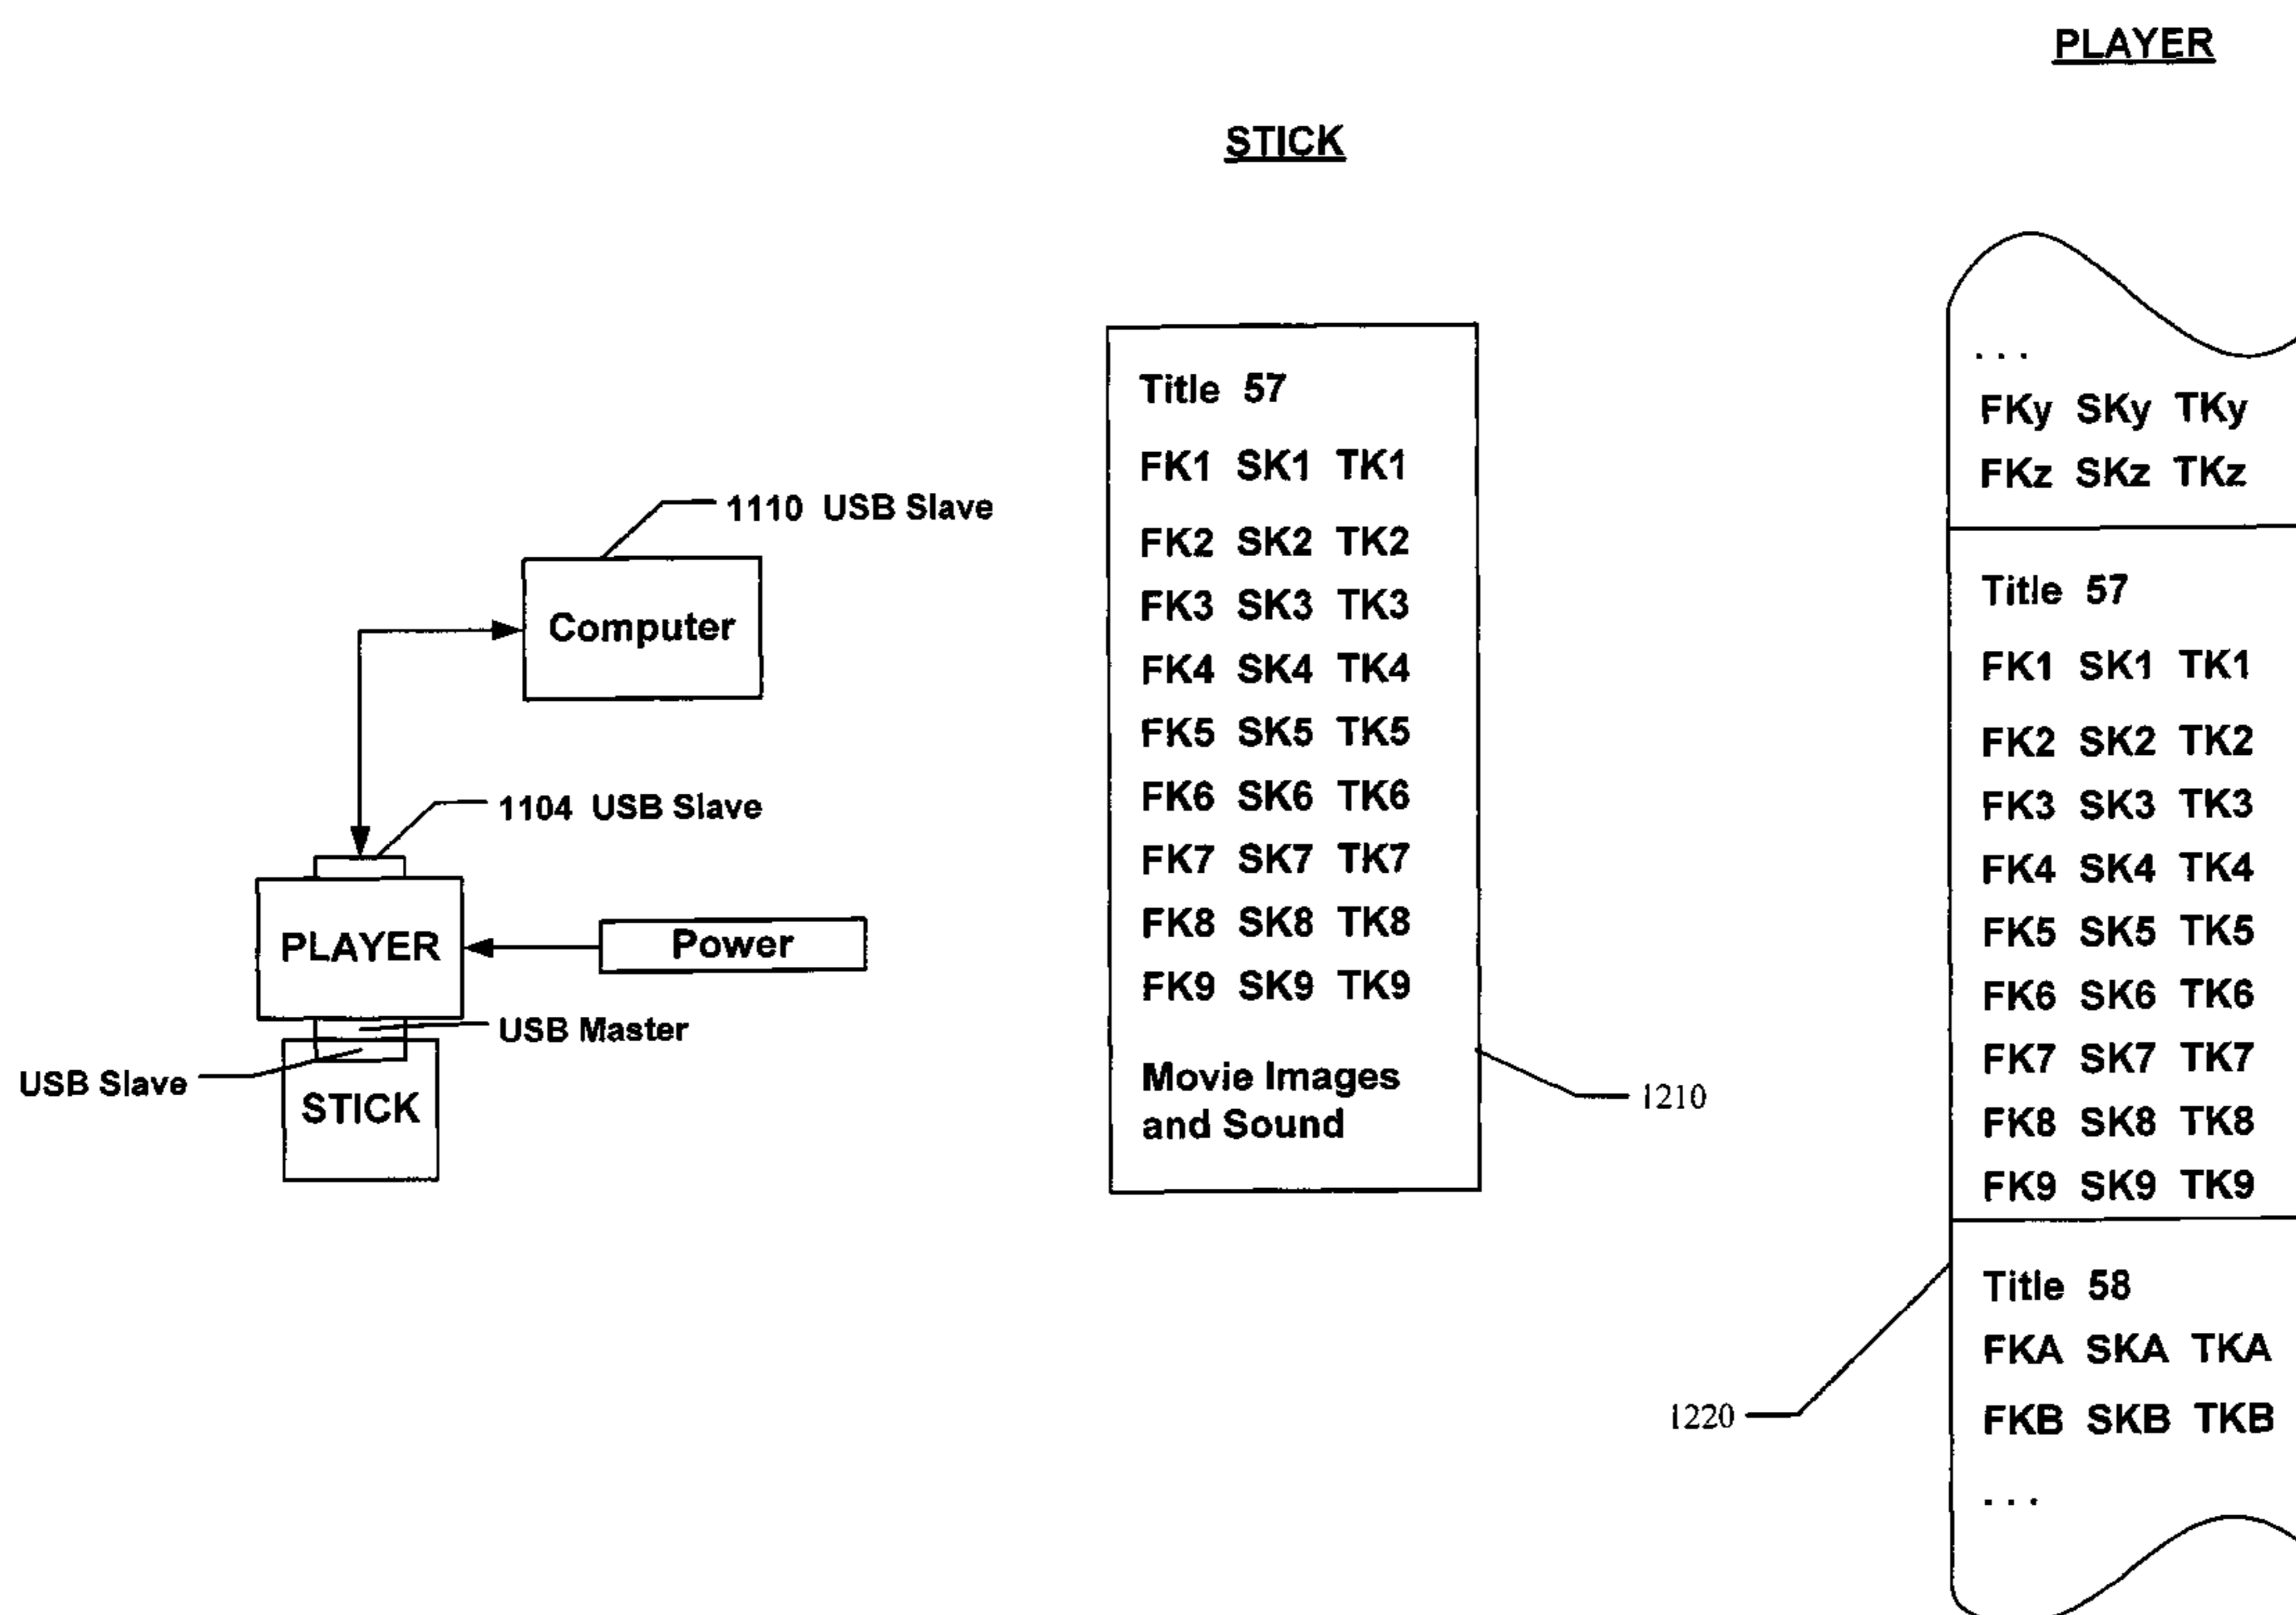 1110 USB Slave
Computer
1104 USB Slave
PLAYER
Power
USB Master
USB Slave
STICK
STICK
Title 57
FK1 SK1 TK1
FK2 SK2 TK2
FK3 SK3 TK3
FK4 SK4 TK4
FK5 SK5 TK5
FK6 SK6 TK6
FK7 SK7 TK7
FK8 SK8 TK8
FK9 SK9 TK9
Movie Images
and Sound
1210
PLAYER
. . .
FKy SKy TKy
FKz SKz TKz
Title 57
FK1 SK1 TK1
FK2 SK2 TK2
FK3 SK3 TK3
FK4 SK4 TK4
FK5 SK5 TK5
FK6 SK6 TK6
FK7 SK7 TK7
FK8 SK8 TK8
FK9 SK9 TK9
Title 58
FKA SKA TKA
FKB SKB TKB
. . .
1220